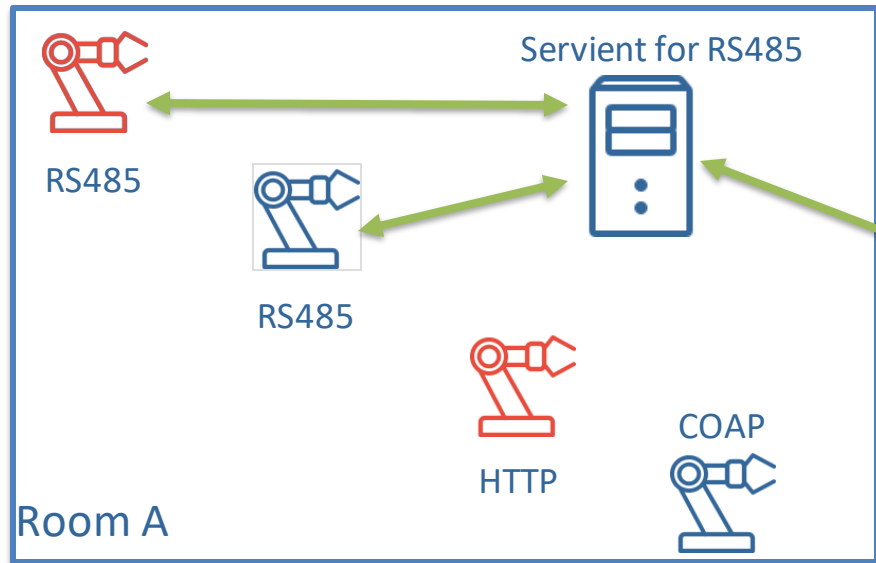 Servient for RS485
RS485
RS485
COAP
HTTP
Room A